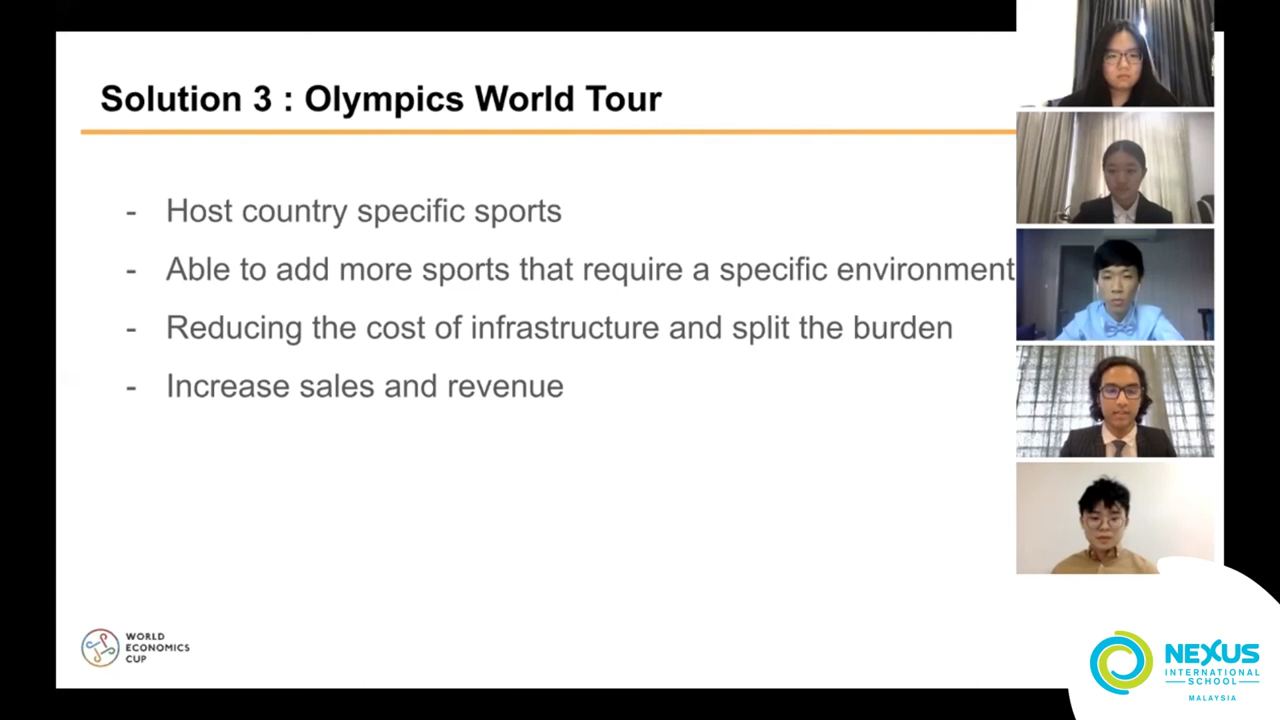 Solution 3 : Olympics World Tour
- Host country specific sports
- Able to add more sports that require a specific environment
- Reducing the cost of infrastructure and split the burden
- Increase sales and revenue
WORLD
ECONOMICS
CUP
NEXUS
INTERNATIONAL
SCHOOL
MALAYSIA